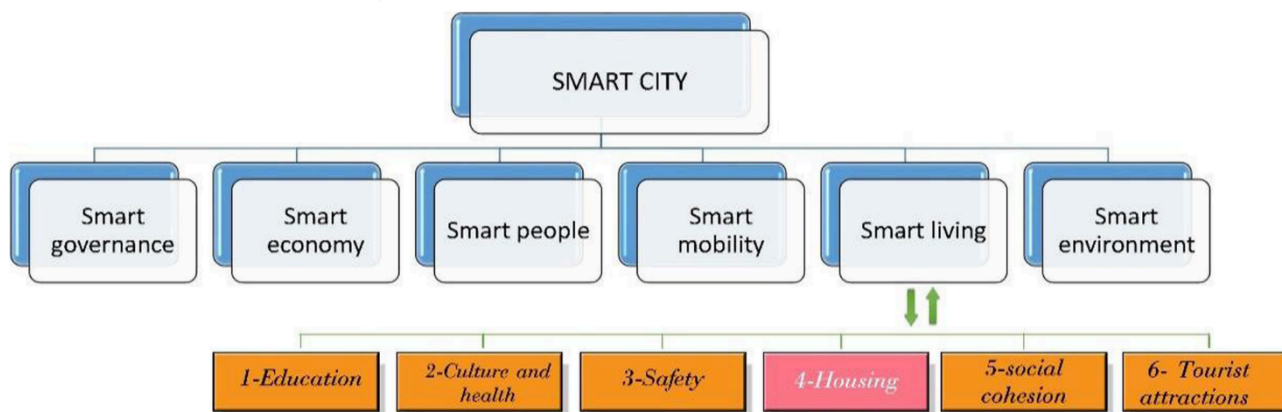 SMART CITY
Smart
governance
Smart
economy
Smart people
Smart
mobility
Smart living
Smart
environment
1-Education
2-Culture and
health
3-Safety
4-Housing
5-social
cohesion
6- Tourist
attractions